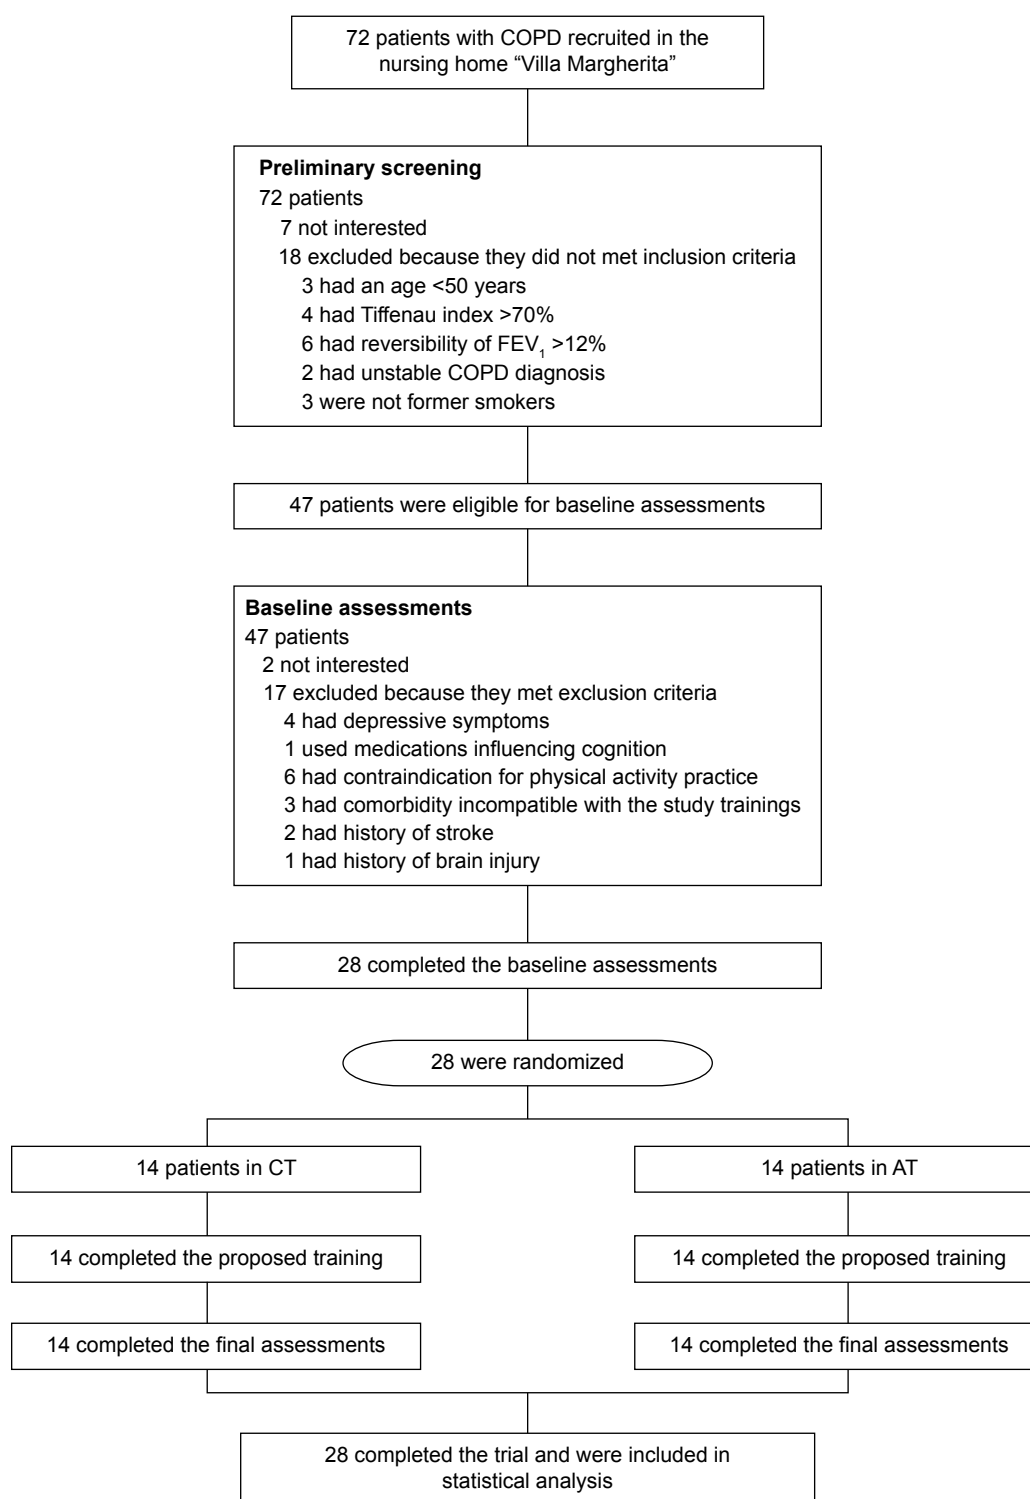 72 patients with COPD recruited in the
nursing home “Villa Margherita”
Preliminary screening
72 patients
7 not interested
18 excluded because they did not met inclusion criteria
3 had an age <50 years
4 had Tiffenau index >70%
6 had reversibility of FEV₁ >12%
2 had unstable COPD diagnosis
3 were not former smokers
47 patients were eligible for baseline assessments
Baseline assessments
47 patients
2 not interested
17 excluded because they met exclusion criteria
4 had depressive symptoms
1 used medications influencing cognition
6 had contraindication for physical activity practice
3 had comorbidity incompatible with the study trainings
2 had history of stroke
1 had history of brain injury
28 completed the baseline assessments
28 were randomized
14 patients in CT
14 patients in AT
14 completed the proposed training
14 completed the proposed training
14 completed the final assessments
14 completed the final assessments
28 completed the trial and were included in
statistical analysis